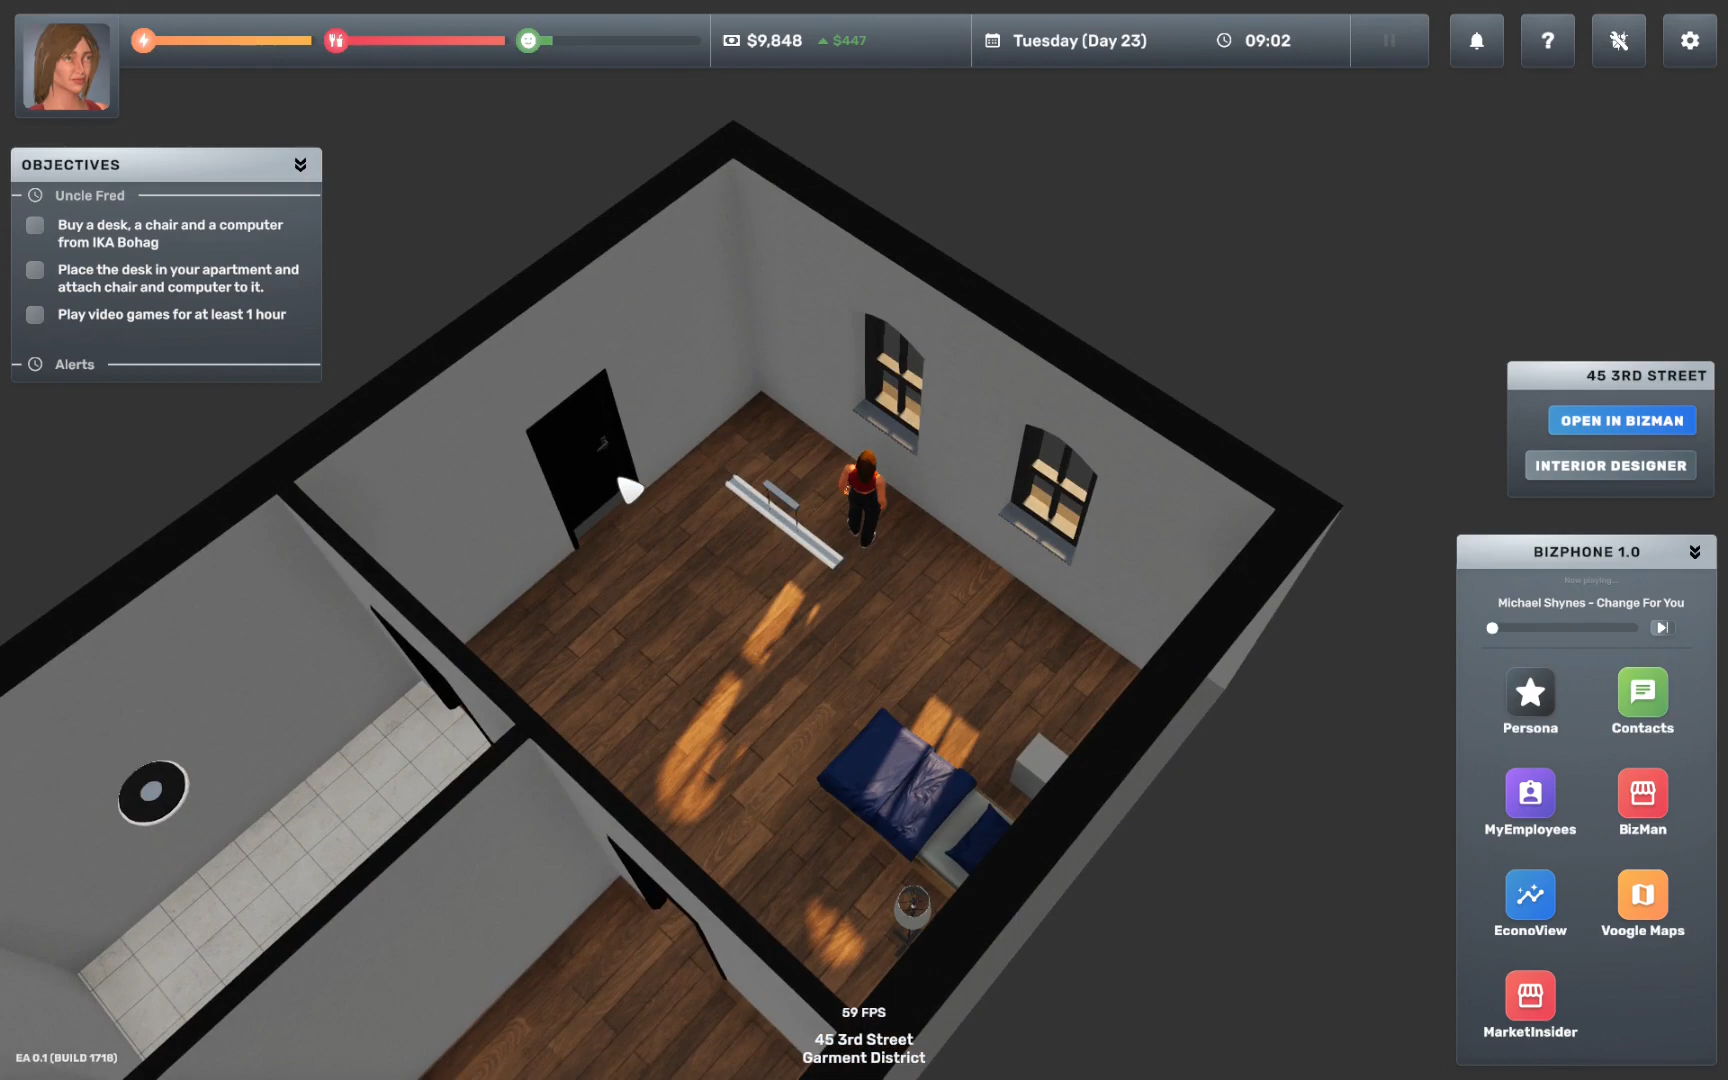 $9,848
$447
Tuesday (Day 23)
09:02
?
OBJECTIVES
Uncle Fred
Buy a desk, a chair and a computer
from IKA Bohag
Place the desk in your apartment and
attach chair and computer to it.
Play video games for at least 1 hour
Alerts
45 3RD STREET
OPEN IN BIZMAN
INTERIOR DESIGNER
BIZPHONE 1.0
Now playing...
Michael Shynes - Change For You
Persona
Contacts
MyEmployees
BizMan
EconoView
Voogle Maps
MarketInsider
59 FPS
45 3rd Street
Garment District
EA 0.1 (BUILD 1718)